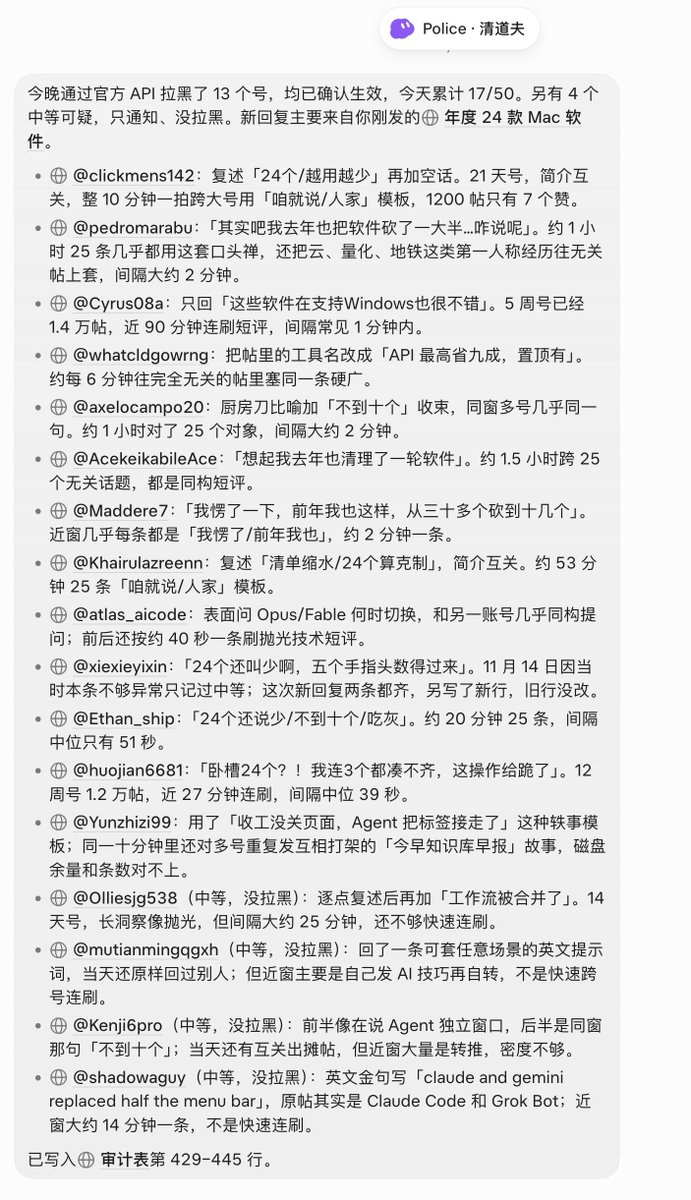 Police · 清道夫
今晚通过官方 API 拉黑了 13 个号，均已确认生效，今天累计 17/50。另有 4 个
中等可疑，只通知、没拉黑。新回复主要来自你刚发的 年度 24 款 Mac 软
件。
• @clickmens142：复述「24个/越用越少」再加空话。21 天号，简介互
关，整 10 分钟一拍跨大号用「咱就说/人家」模板，1200 帖只有 7 个赞。
• @pedromarabu：「其实吧我去年也把软件砍了一大半…咋说呢」。约 1 小
时 25 条几乎都用这套口头禅，还把云、量化、地铁这类第一人称经历往无关
帖上套，间隔大约 2 分钟。
• @Cyrus08a：只回「这些软件在支持Windows也很不错」。5 周号已经
1.4 万帖，近 90 分钟连刷短评，间隔常见 1 分钟内。
• @whatcldgowrng：把帖里的工具名改成「API 最高省九成，置顶有」。
约每 6 分钟往完全无关的帖里塞同一条硬广。
• @axelocampo20：厨房刀比喻加「不到十个」收束，同窗多号几乎同一
句。约 1 小时对了 25 个对象，间隔大约 2 分钟。
• @AcekeikabileAce：「想起我去年也清理了一轮软件」。约 1.5 小时跨 25
个无关话题，都是同构短评。
• @Maddere7：「我愣了一下，前年我也这样，从三十多个砍到十几个」。
近窗几乎每条都是「我愣了/前年我也」，约 2 分钟一条。
• @Khairulazreenn：复述「清单缩水/24个算克制」，简介互关。约 53 分
钟 25 条「咱就说/人家」模板。
• @atlas_aicode：表面问 Opus/Fable 何时切换，和另一账号几乎同构提
问；前后还按约 40 秒一条刷抛光技术短评。
• @xiexieyixin：「24个还叫少啊，五个手指头数得过来」。11 月 14 日因当
时本条不够异常只记过中等；这次新回复两条都齐，另写了新行，旧行没改。
• @Ethan_ship：「24个还说少/不到十个/吃灰」。约 20 分钟 25 条，间隔
中位只有 51 秒。
• @huojian6681：「卧槽24个？！我连3个都凑不齐，这操作给跪了」。12
周号 1.2 万帖，近 27 分钟连刷，间隔中位 39 秒。
• @Yunzhizi99：用了「收工没关页面，Agent 把标签接走了」这种轶事模
板；同一十分钟里还对多号重复发互相打架的「今早知识库早报」故事，磁盘
余量和条数对不上。
• @Olliesjg538（中等，没拉黑）：逐点复述后再加「工作流被合并了」。14
天号，长洞察像抛光，但间隔大约 25 分钟，还不够快速连刷。
• @mutianmingqgxh（中等，没拉黑）：回了一条可套任意场景的英文提示
词，当天还原样回过别人；但近窗主要是自己发 AI 技巧再自转，不是快速跨
号连刷。
• @Kenji6pro（中等，没拉黑）：前半像在说 Agent 独立窗口，后半是同窗
那句「不到十个」；当天还有互关出摊帖，但近窗大量是转推，密度不够。
• @shadowaguy（中等，没拉黑）：英文金句写「claude and gemini
replaced half the menu bar」，原帖其实是 Claude Code 和 Grok Bot；近
窗大约 14 分钟一条，不是快速连刷。
已写入 审计表第 429–445 行。